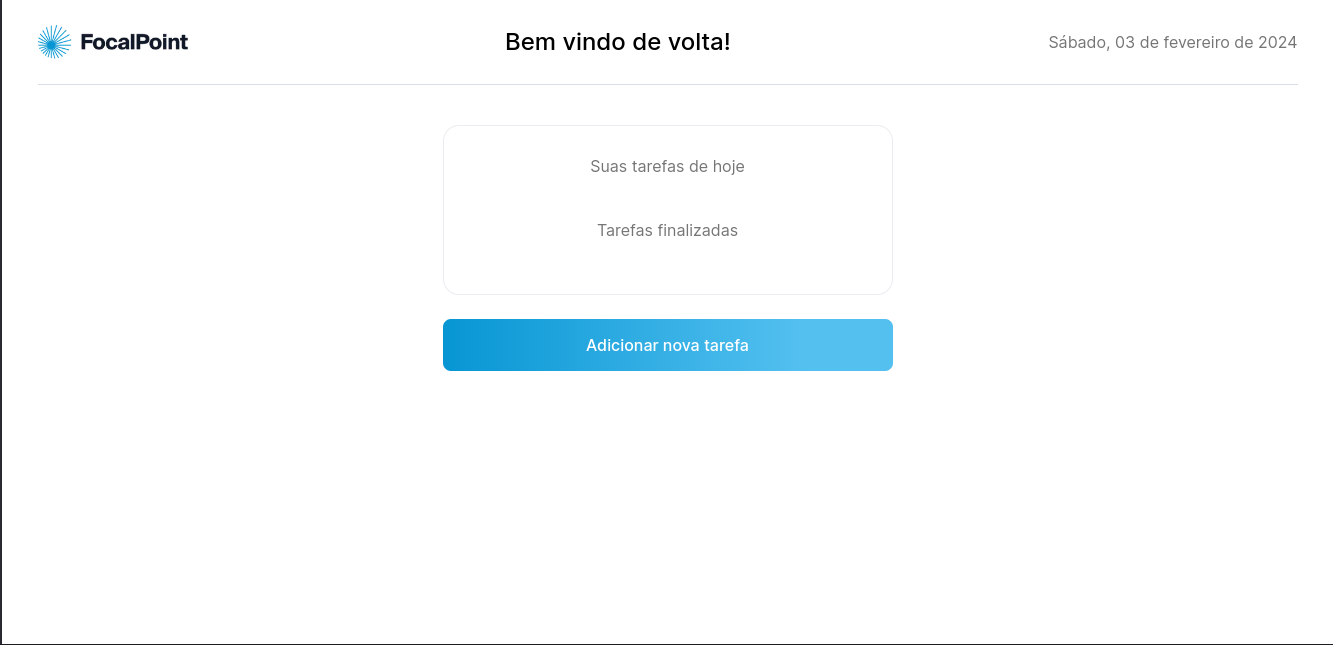 FocalPoint
Bem vindo de volta!
Sábado, 03 de fevereiro de 2024
Suas tarefas de hoje
Tarefas finalizadas
Adicionar nova tarefa